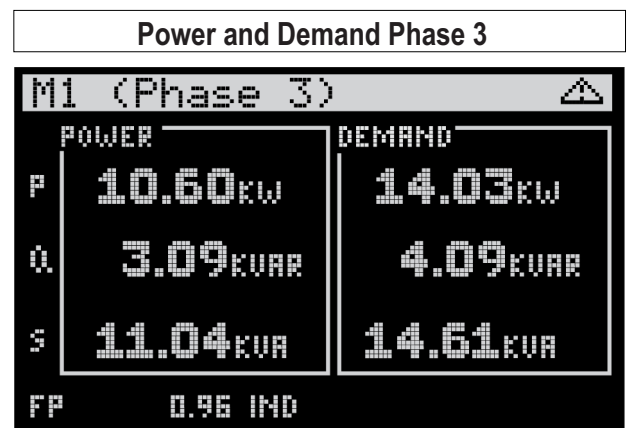 Power and Demand Phase 3
M1 (Phase 3)
POWER DEMAND
P 10.60KW 14.03KW
Q 3.09KVAR 4.09KVAR
S 11.04KVA 14.61KVA
FP 0.96 IND